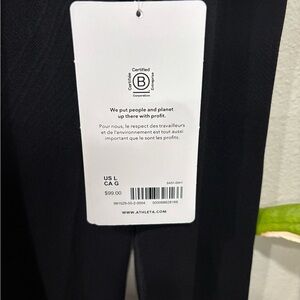 Certified
B
Corporation
We put people and planet
up there with profit.
Pour nous, le respect des travailleurs
et de l'environnement est tout aussi
important que le sont les profits.
US L
CA G
$99.00
WWW.ATHLETA.COM